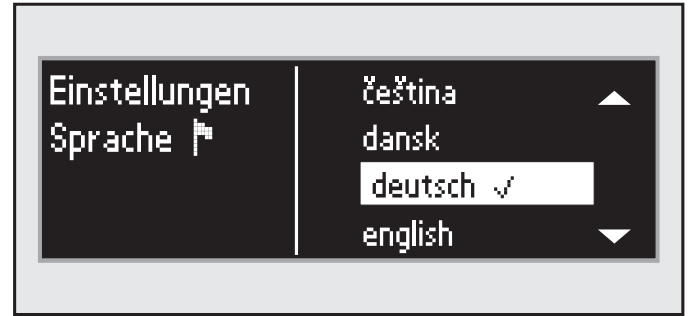 Einstellungen
Sprache
čeština
dansk
deutsch ✓
english